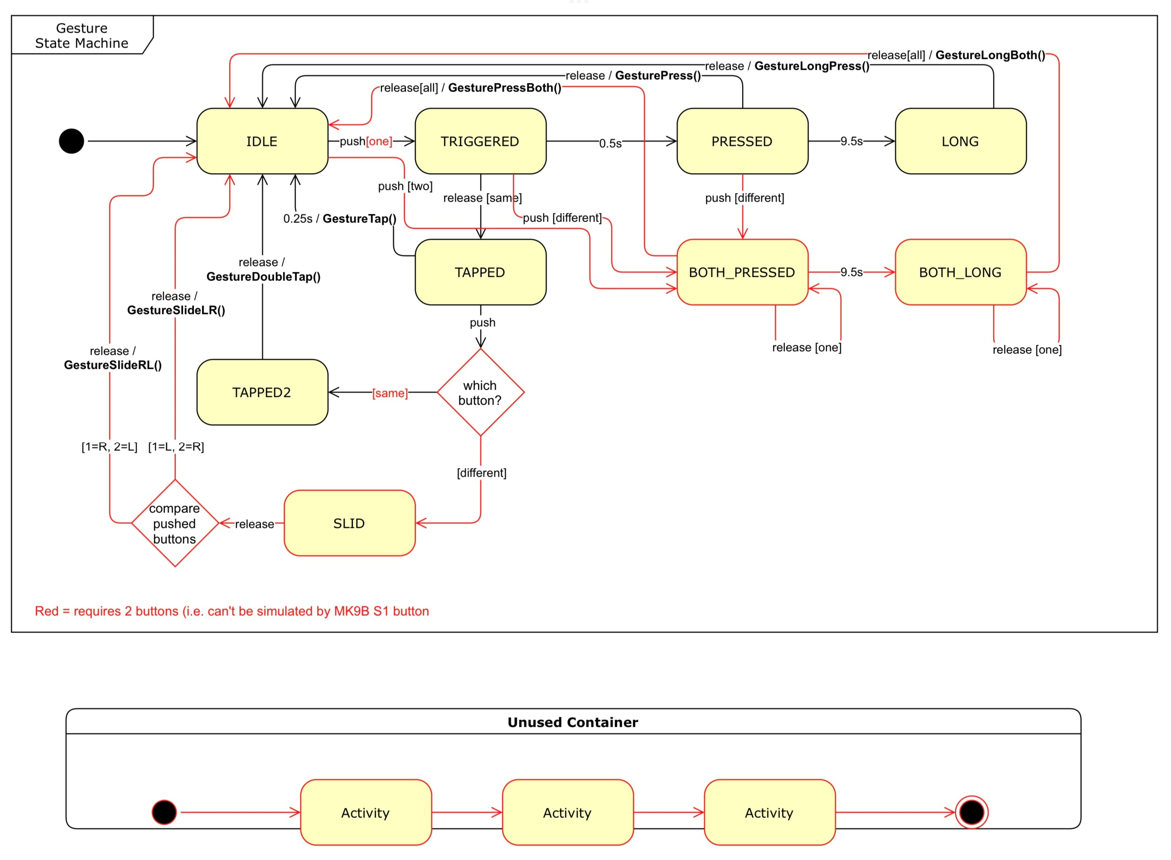 Gesture
State Machine
release[all] / GestureLongBoth()
release / GestureLongPress()
release / GesturePress()
release[all] / GesturePressBoth()
IDLE
push[one]
TRIGGERED
0.5s
PRESSED
9.5s
LONG
push [two]
release [same]
push [different]
push [different]
0.25s / GestureTap()
release /
GestureDoubleTap()
TAPPED
BOTH_PRESSED
9.5s
BOTH_LONG
release /
GestureSlideLR()
push
release [one]
release [one]
release /
GestureSlideRL()
TAPPED2
[same]
which
button?
[1=R, 2=L]
[1=L, 2=R]
[different]
compare
pushed
buttons
release
SLID
Red = requires 2 buttons (i.e. can't be simulated by MK9B S1 button
Unused Container
Activity
Activity
Activity